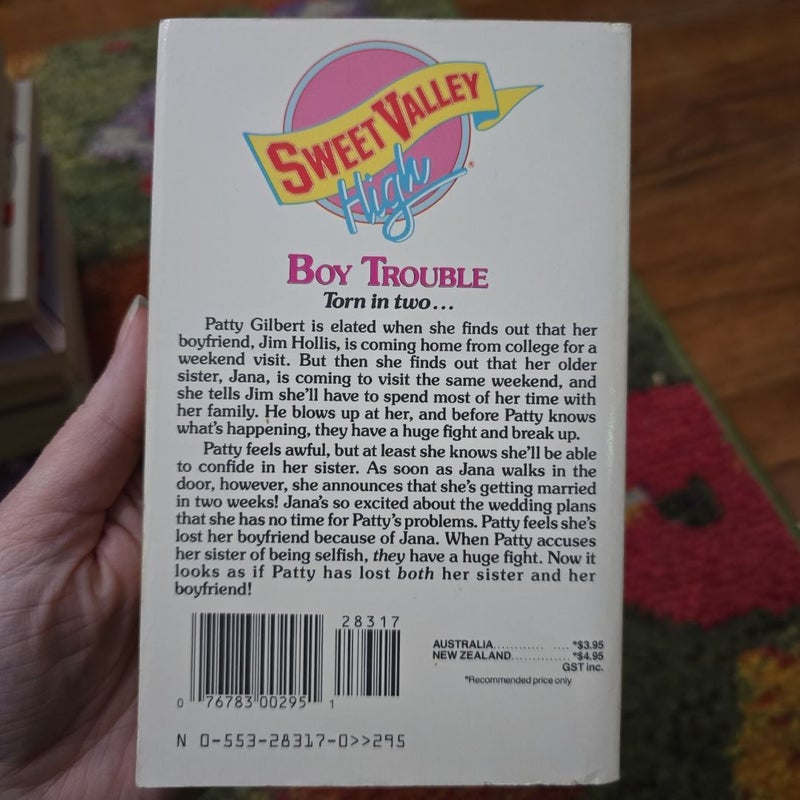 SWEET VALLEY
High
BOY TROUBLE
Torn in two...
Patty Gilbert is elated when she finds out that her
boyfriend, Jim Hollis, is coming home from college for a
weekend visit. But then she finds out that her older
sister, Jana, is coming to visit the same weekend, and
she tells Jim she'll have to spend most of her time with
her family. He blows up at her, and before Patty knows
what's happening, they have a huge fight and break up.
Patty feels awful, but at least she knows she'll be able
to confide in her sister. As soon as Jana walks in the
door, however, she announces that she's getting married
in two weeks! Jana's so excited about the wedding plans
that she has no time for Patty's problems. Patty feels she's
lost her boyfriend because of Jana. When Patty accuses
her sister of being selfish, they have a huge fight. Now it
looks as if Patty has lost both her sister and her
boyfriend!
28317
0 76783 00295 1
AUSTRALIA............ .... *$3.95
NEW ZEALAND.............. *$4.95
GST inc.
*Recommended price only
N 0-553-28317-0>>295